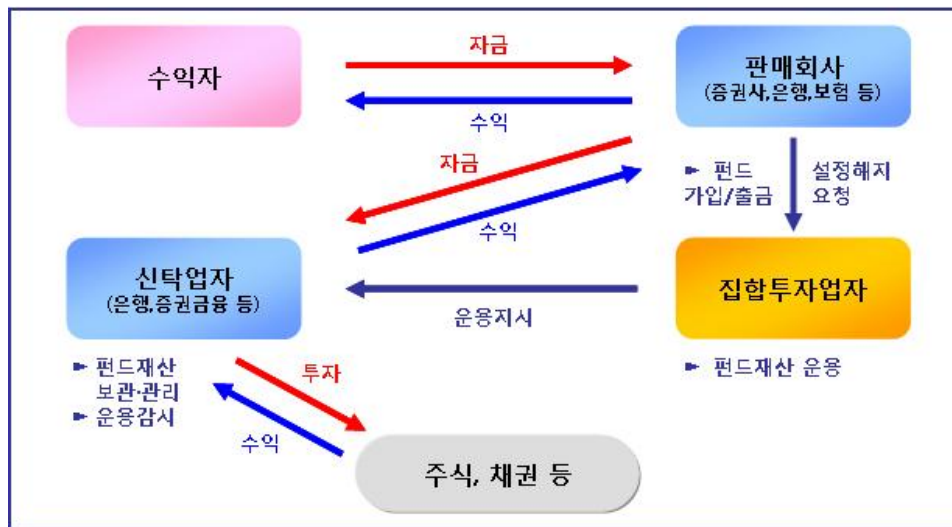 자금
수익자
판매회사
(증권사,은행,보험 등)
수익
자금
► 펀드
가입/출금
설정해지
요청
수익
신탁업자
(은행,증권금융 등)
집합투자업자
운용지시
► 펀드재산
보관·관리
► 운용감시
투자
► 펀드재산 운용
수익
주식, 채권 등